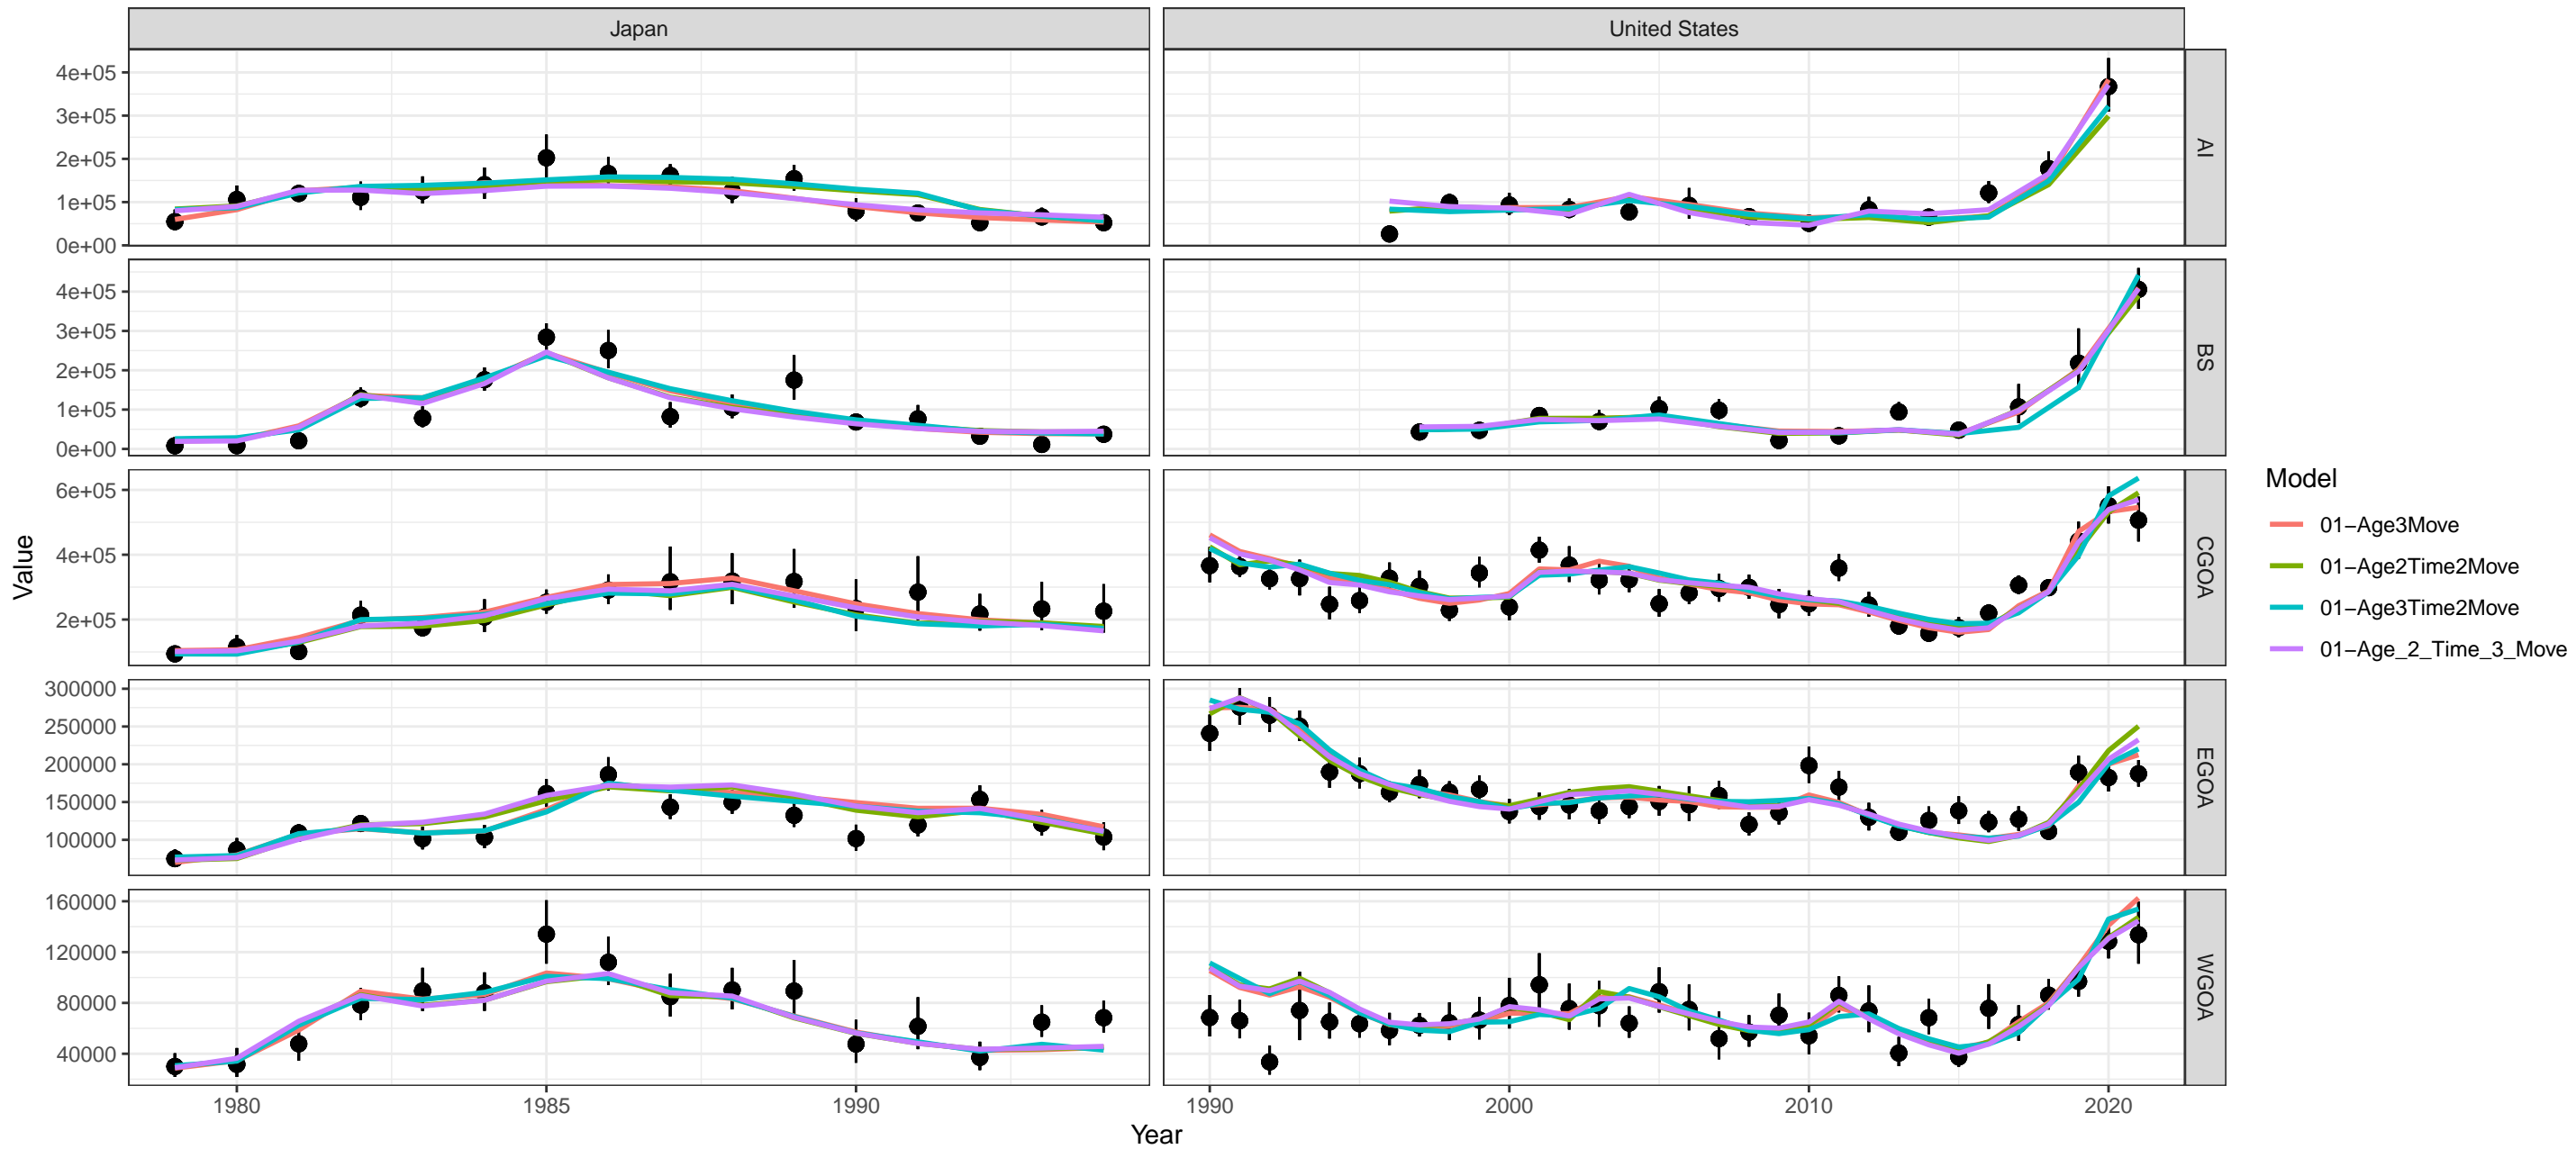 Japan
United States
4e+05
3e+05
2e+05
1e+05
0e+00
AI
4e+05
3e+05
2e+05
1e+05
0e+00
BS
6e+05
4e+05
2e+05
CGOA
300000
250000
200000
150000
100000
EGOA
160000
120000
80000
40000
WGOA
1980
1985
1990
1990
2000
2010
2020
Year
Value
Model
01−Age3Move
01−Age2Time2Move
01−Age3Time2Move
01−Age_2_Time_3_Move